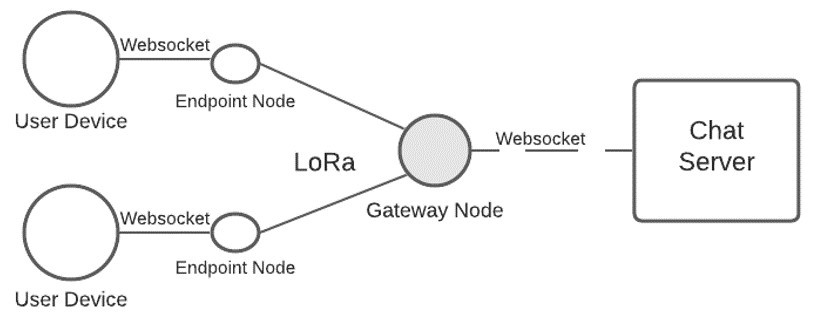 Websocket
Endpoint Node
User Device
LoRa
Gateway Node
Websocket
Chat
Server
Websocket
Endpoint Node
User Device